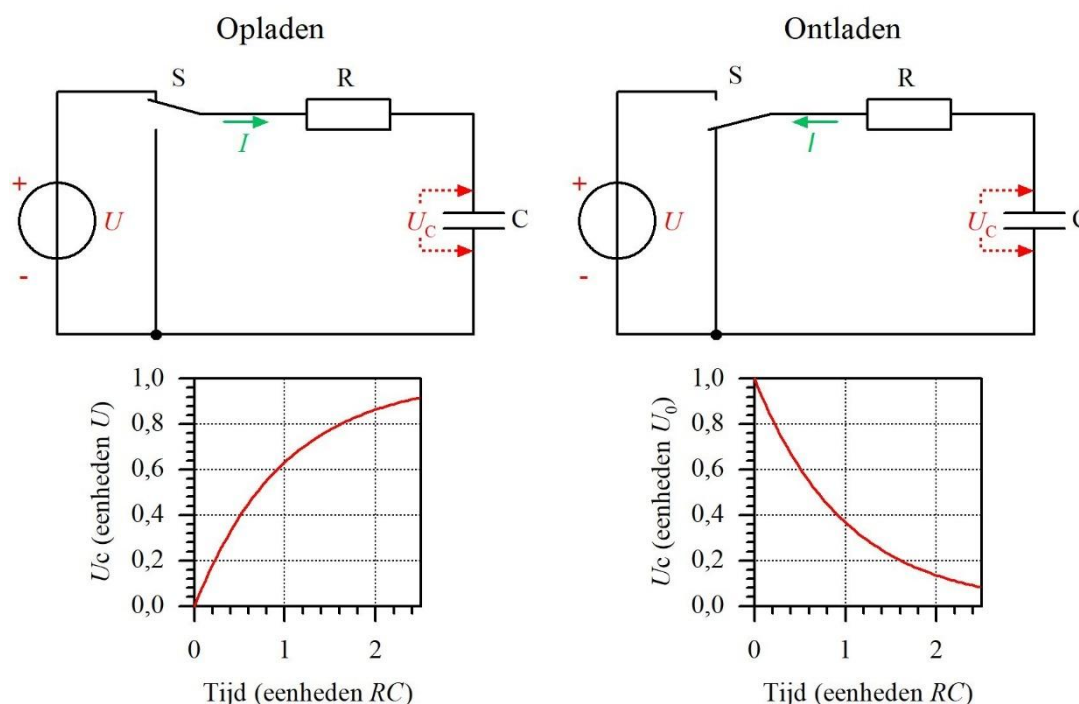 Opladen
S
R
I
+
U
-
U_C
C
1,0
0,8
0,6
0,4
0,2
0,0
Uc (eenheden U)
0 1 2
Tijd (eenheden RC)
Ontladen
S
R
I
+
U
-
U_C
C
1,0
0,8
0,6
0,4
0,2
0,0
Uc (eenheden U₀)
0 1 2
Tijd (eenheden RC)